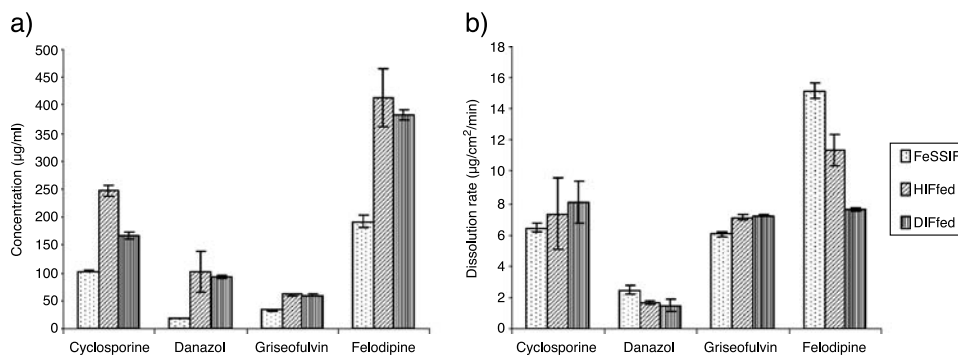 a)
Concentration (µg/ml)
500
450
400
350
300
250
200
150
100
50
0
Cyclosporine Danazol Griseofulvin Felodipine
b)
Dissolution rate (µg/cm²/min)
18
16
14
12
10
8
6
4
2
0
Cyclosporine Danazol Griseofulvin Felodipine
FeSSIF
HIFfed
DIFfed